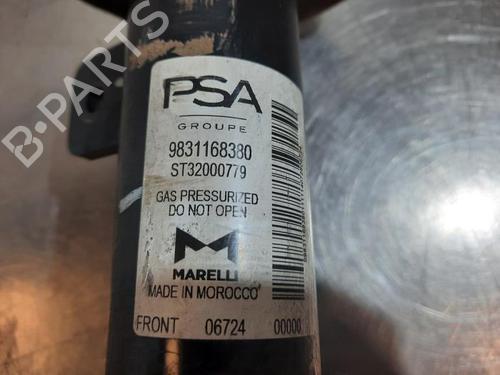 PSA
GROUPE
9831168380
ST32000779
GAS PRESSURIZED
DO NOT OPEN
MARELLI
MADE IN MOROCCO
FRONT 06724 00000
B-PARTS